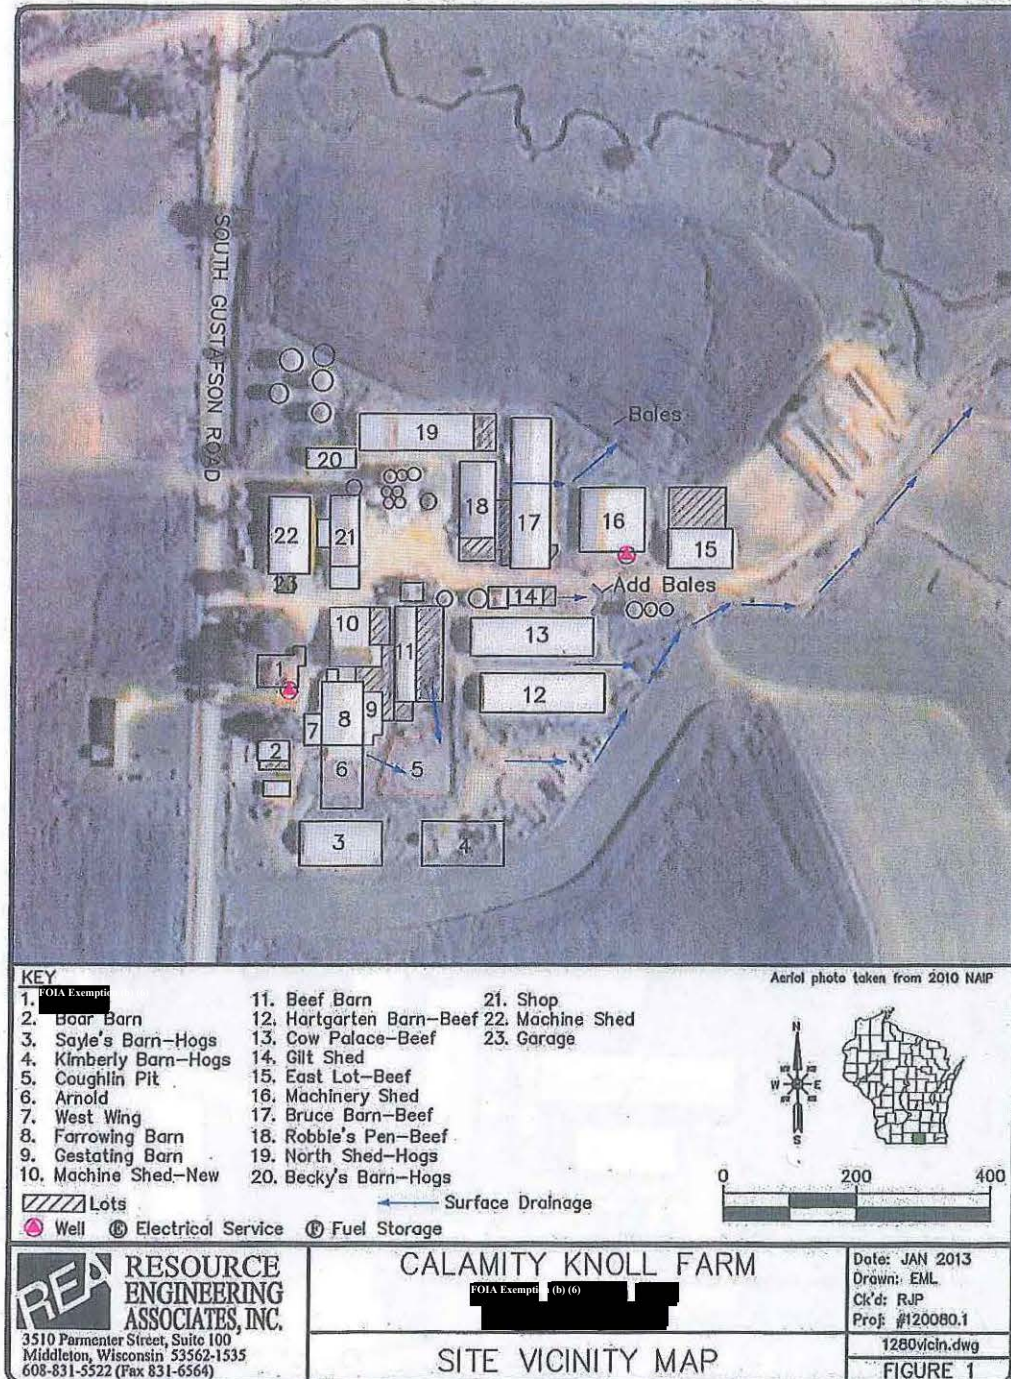 SOUTH GUSTAFSON ROAD
Bales
19
20
18
17
16
15
22
21
23
Add Bales
14
10
11
13
1
12
8
9
7
2
6
5
3
4
KEY
Aerial photo taken from 2010 NAIP
1. FOIA Exemptio
2. Boar Barn
3. Sayle's Barn-Hogs
4. Kimberly Barn-Hogs
5. Coughlin Pit
6. Arnold
7. West Wing
8. Farrowing Barn
9. Gestating Barn
10. Machine Shed-New
11. Beef Barn
12. Hartgarten Barn-Beef
13. Cow Palace-Beef
14. Gilt Shed
15. East Lot-Beef
16. Machinery Shed
17. Bruce Barn-Beef
18. Robbie's Pen-Beef
19. North Shed-Hogs
20. Becky's Barn-Hogs
21. Shop
22. Machine Shed
23. Garage
N
W E
S
0 200 400
Lots
Surface Drainage
Well E Electrical Service F Fuel Storage
REA
RESOURCE
ENGINEERING
ASSOCIATES, INC.
3510 Parmenter Street, Suite 100
Middleton, Wisconsin 53562-1535
608-831-5522 (Fax 831-6564)
CALAMITY KNOLL FARM
FOIA Exempti (b) (6)
SITE VICINITY MAP
Date: JAN 2013
Drawn: EML
Ck'd: RJP
Proj: #120080.1
1280vicin.dwg
FIGURE 1